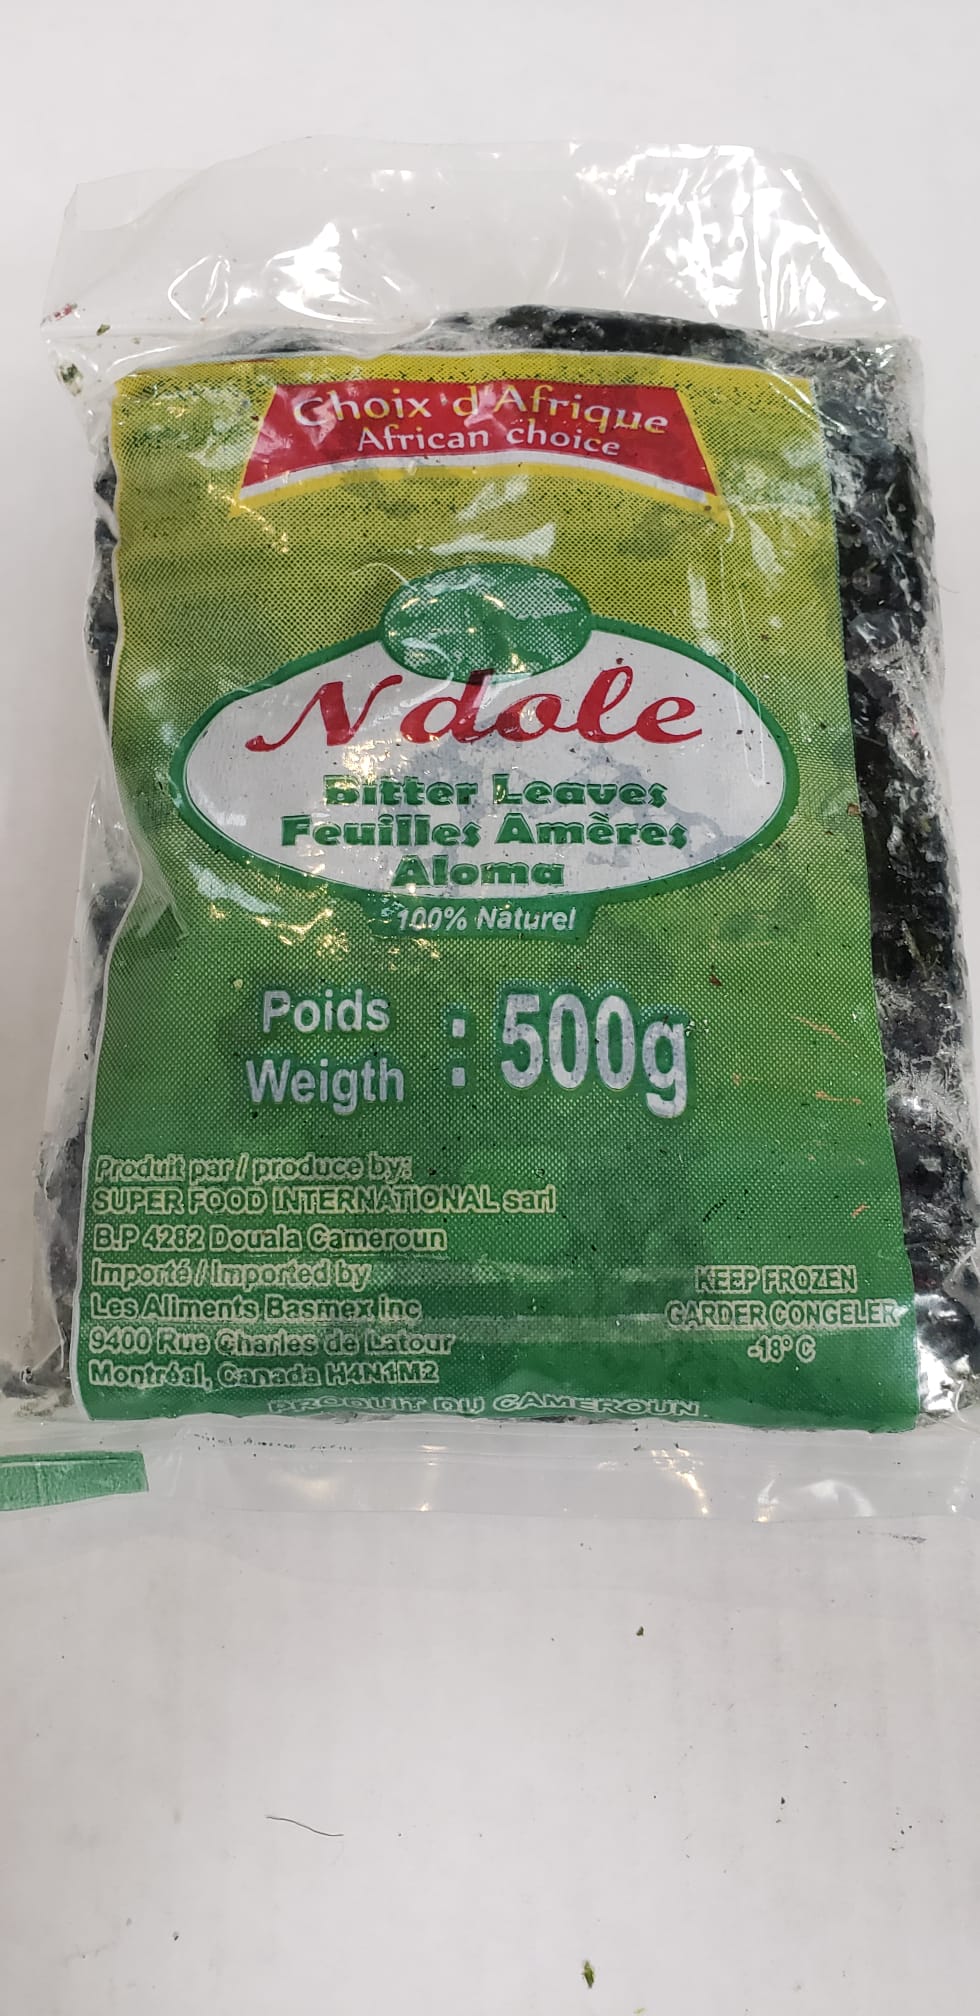 Choix d'Afrique
African choice
Ndole
Bitter Leaves
Feuilles Amères
Aloma
100% Naturel
Poids
Weigth : 500g
Produit par / produce by:
SUPER FOOD INTERNATIONAL sarl
B.P 4282 Douala Cameroun
Importé / Imported by
Les Aliments Basmex inc
9400 Rue Charles de Latour
Montréal, Canada H4N1M2
KEEP FROZEN
GARDER CONGELER
-18° C
PRODUIT DU CAMEROUN